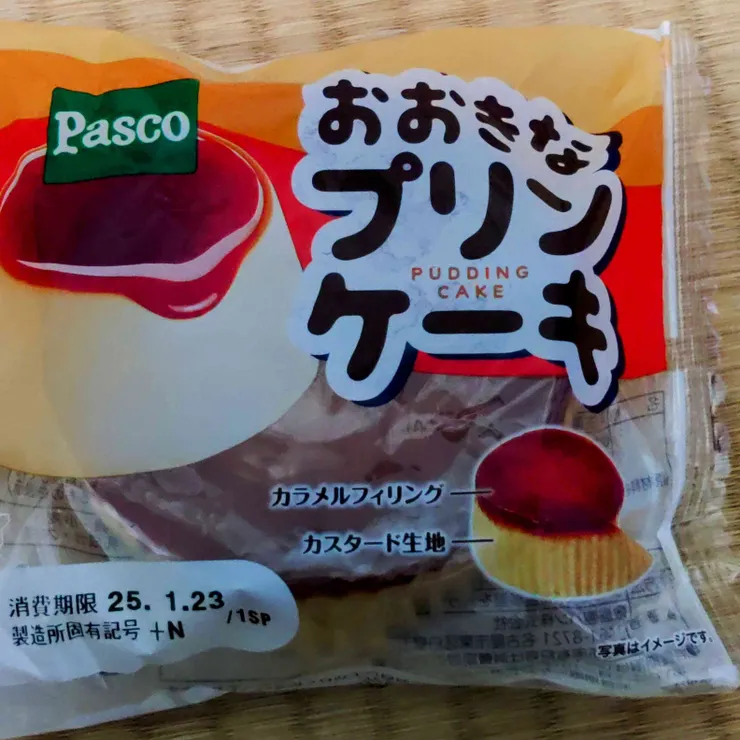 Pasco
おおきな
プリン
PUDDING
CAKE
ケーキ
カラメルフィリング
カスタード生地
消費期限 25. 1.23
/1SP
製造所固有記号 +N
写真はイメージです。